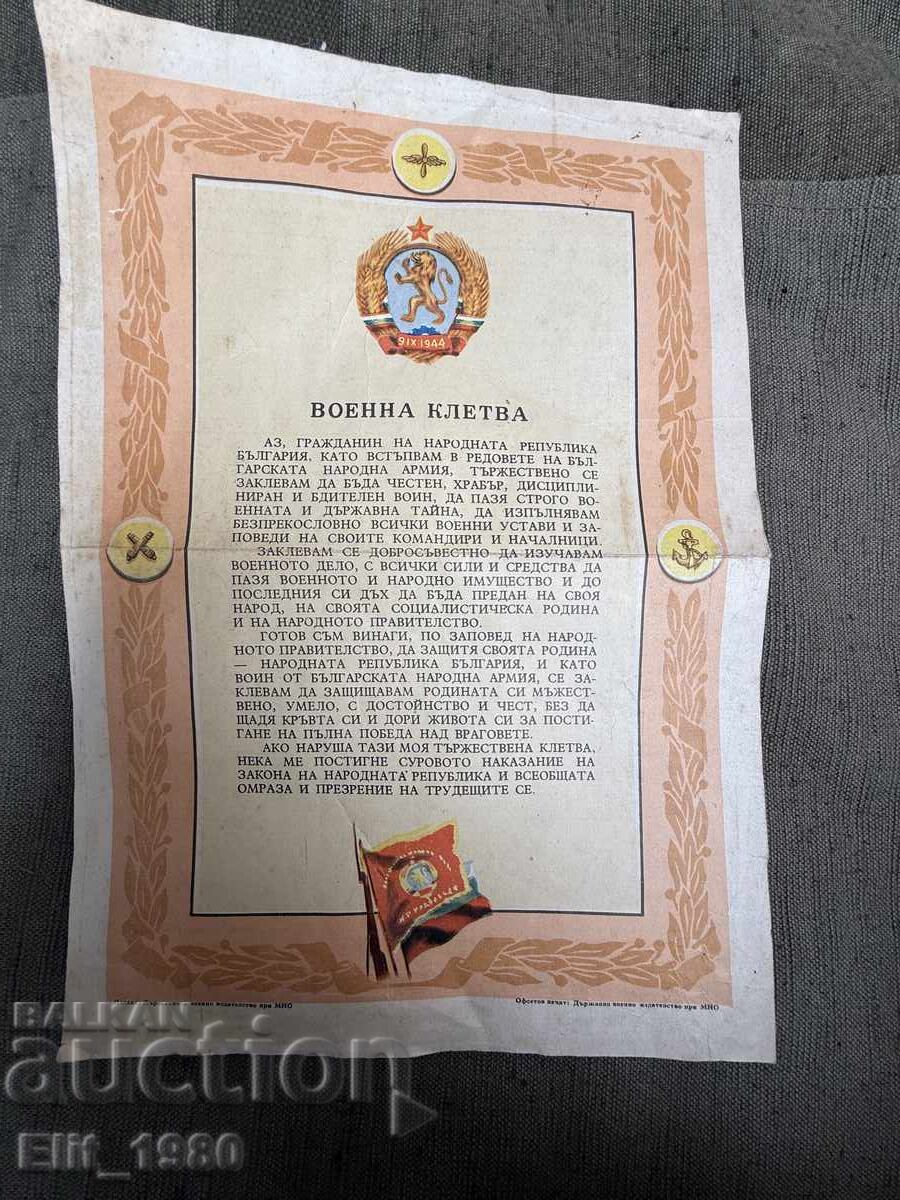 9 IX 1944
ВОЕННА КЛЕТВА
АЗ, ГРАЖДАНИН НА НАРОДНАТА РЕПУБЛИКА
БЪЛГАРИЯ, КАТО ВСТЪПВАМ В РЕДОВЕТЕ НА БЪЛ-
ГАРСКАТА НАРОДНА АРМИЯ, ТЪРЖЕСТВЕНО СЕ
ЗАКЛЕВАМ ДА БЪДА ЧЕСТЕН, ХРАБЪР, ДИСЦИПЛИ-
НИРАН И БДИТЕЛЕН ВОИН, ДА ПАЗЯ СТРОГО ВО-
ЕННАТА И ДЪРЖАВНА ТАЙНА, ДА ИЗПЪЛНЯВАМ
БЕЗПРЕКОСЛОВНО ВСИЧКИ ВОЕННИ УСТАВИ И ЗА-
ПОВЕДИ НА СВОИТЕ КОМАНДИРИ И НАЧАЛНИЦИ.
ЗАКЛЕВАМ СЕ ДОБРОСЪВЕСТНО ДА ИЗУЧАВАМ
ВОЕННОТО ДЕЛО, С ВСИЧКИ СИЛИ И СРЕДСТВА ДА
ПАЗЯ ВОЕННОТО И НАРОДНО ИМУЩЕСТВО И ДО
ПОСЛЕДНИЯ СИ ДЪХ ДА БЪДА ПРЕДАН НА СВОЯ
НАРОД, НА СВОЯТА СОЦИАЛИСТИЧЕСКА РОДИНА
И НА НАРОДНОТО ПРАВИТЕЛСТВО.
ГОТОВ СЪМ ВИНАГИ, ПО ЗАПОВЕД НА НАРОД-
НОТО ПРАВИТЕЛСТВО, ДА ЗАЩИТЯ СВОЯТА РОДИНА
— НАРОДНАТА РЕПУБЛИКА БЪЛГАРИЯ, И КАТО
ВОИН ОТ БЪЛГАРСКАТА НАРОДНА АРМИЯ, СЕ ЗА-
КЛЕВАМ ДА ЗАЩИЩАВАМ РОДИНАТА СИ МЪЖЕСТ-
ВЕНО, УМЕЛО, С ДОСТОЙНСТВО И ЧЕСТ, БЕЗ ДА
ЩАДЯ КРЪВТА СИ И ДОРИ ЖИВОТА СИ ЗА ПОСТИ-
ГАНЕ НА ПЪЛНА ПОБЕДА НАД ВРАГОВЕТЕ.
АКО НАРУША ТАЗИ МОЯ ТЪРЖЕСТВЕНА КЛЕТВА,
НЕКА МЕ ПОСТИГНЕ СУРОВОТО НАКАЗАНИЕ НА
ЗАКОНА НА НАРОДНАТА РЕПУБЛИКА И ВСЕОБЩАТА
ОМРАЗА И ПРЕЗРЕНИЕ НА ТРУДЕЩИТЕ СЕ.
издателство при МНО
Офсетов печат: Държавно военно издателство при МНО
BALKAN
auction
Elit_1980